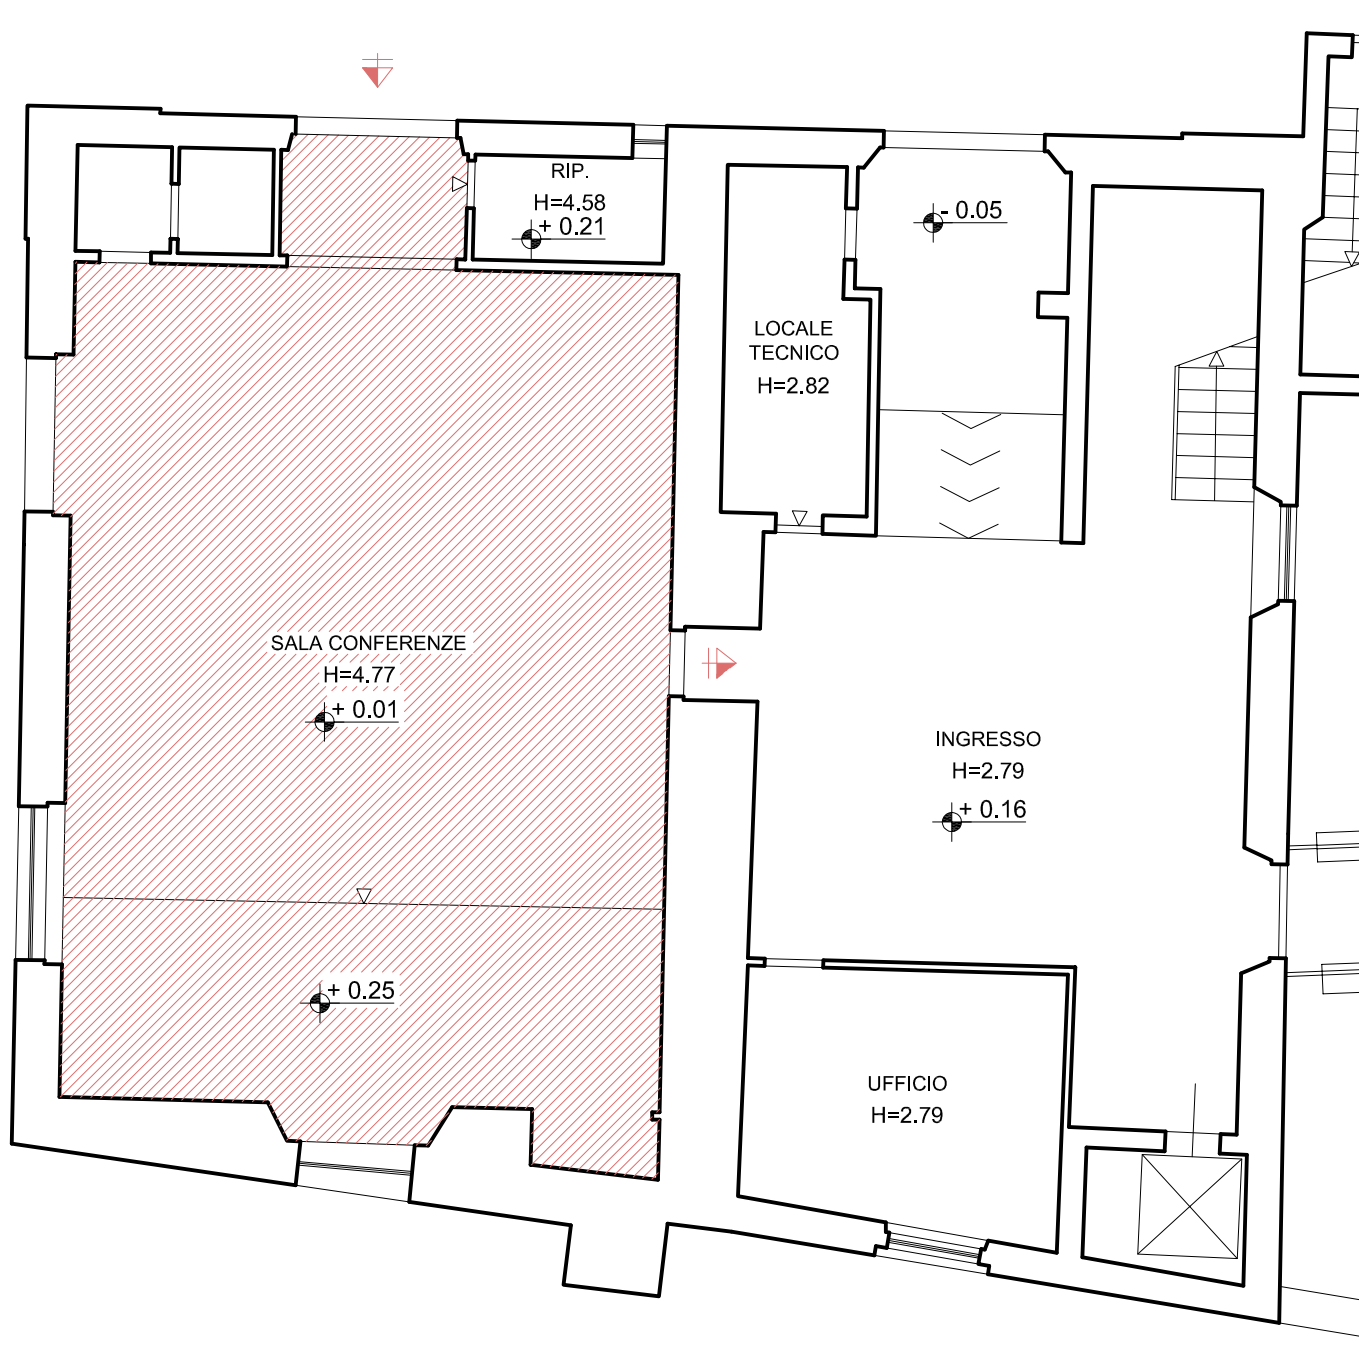 RIP.
H=4.58
+ 0.21
- 0.05
LOCALE
TECNICO
H=2.82
SALA CONFERENZE
H=4.77
+ 0.01
INGRESSO
H=2.79
+ 0.16
+ 0.25
UFFICIO
H=2.79